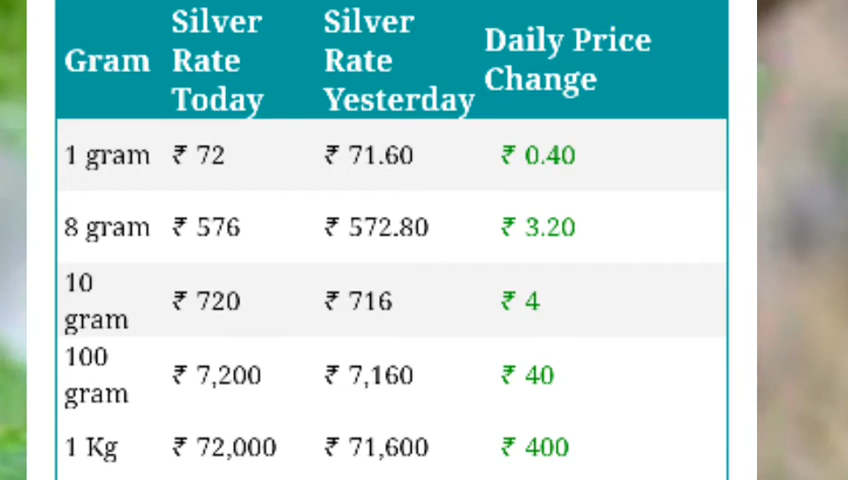 Gram Silver Rate Today Silver Rate Yesterday Daily Price Change
1 gram ₹ 72 ₹ 71.60 ₹ 0.40
8 gram ₹ 576 ₹ 572.80 ₹ 3.20
10 gram ₹ 720 ₹ 716 ₹ 4
100 gram ₹ 7,200 ₹ 7,160 ₹ 40
1 Kg ₹ 72,000 ₹ 71,600 ₹ 400